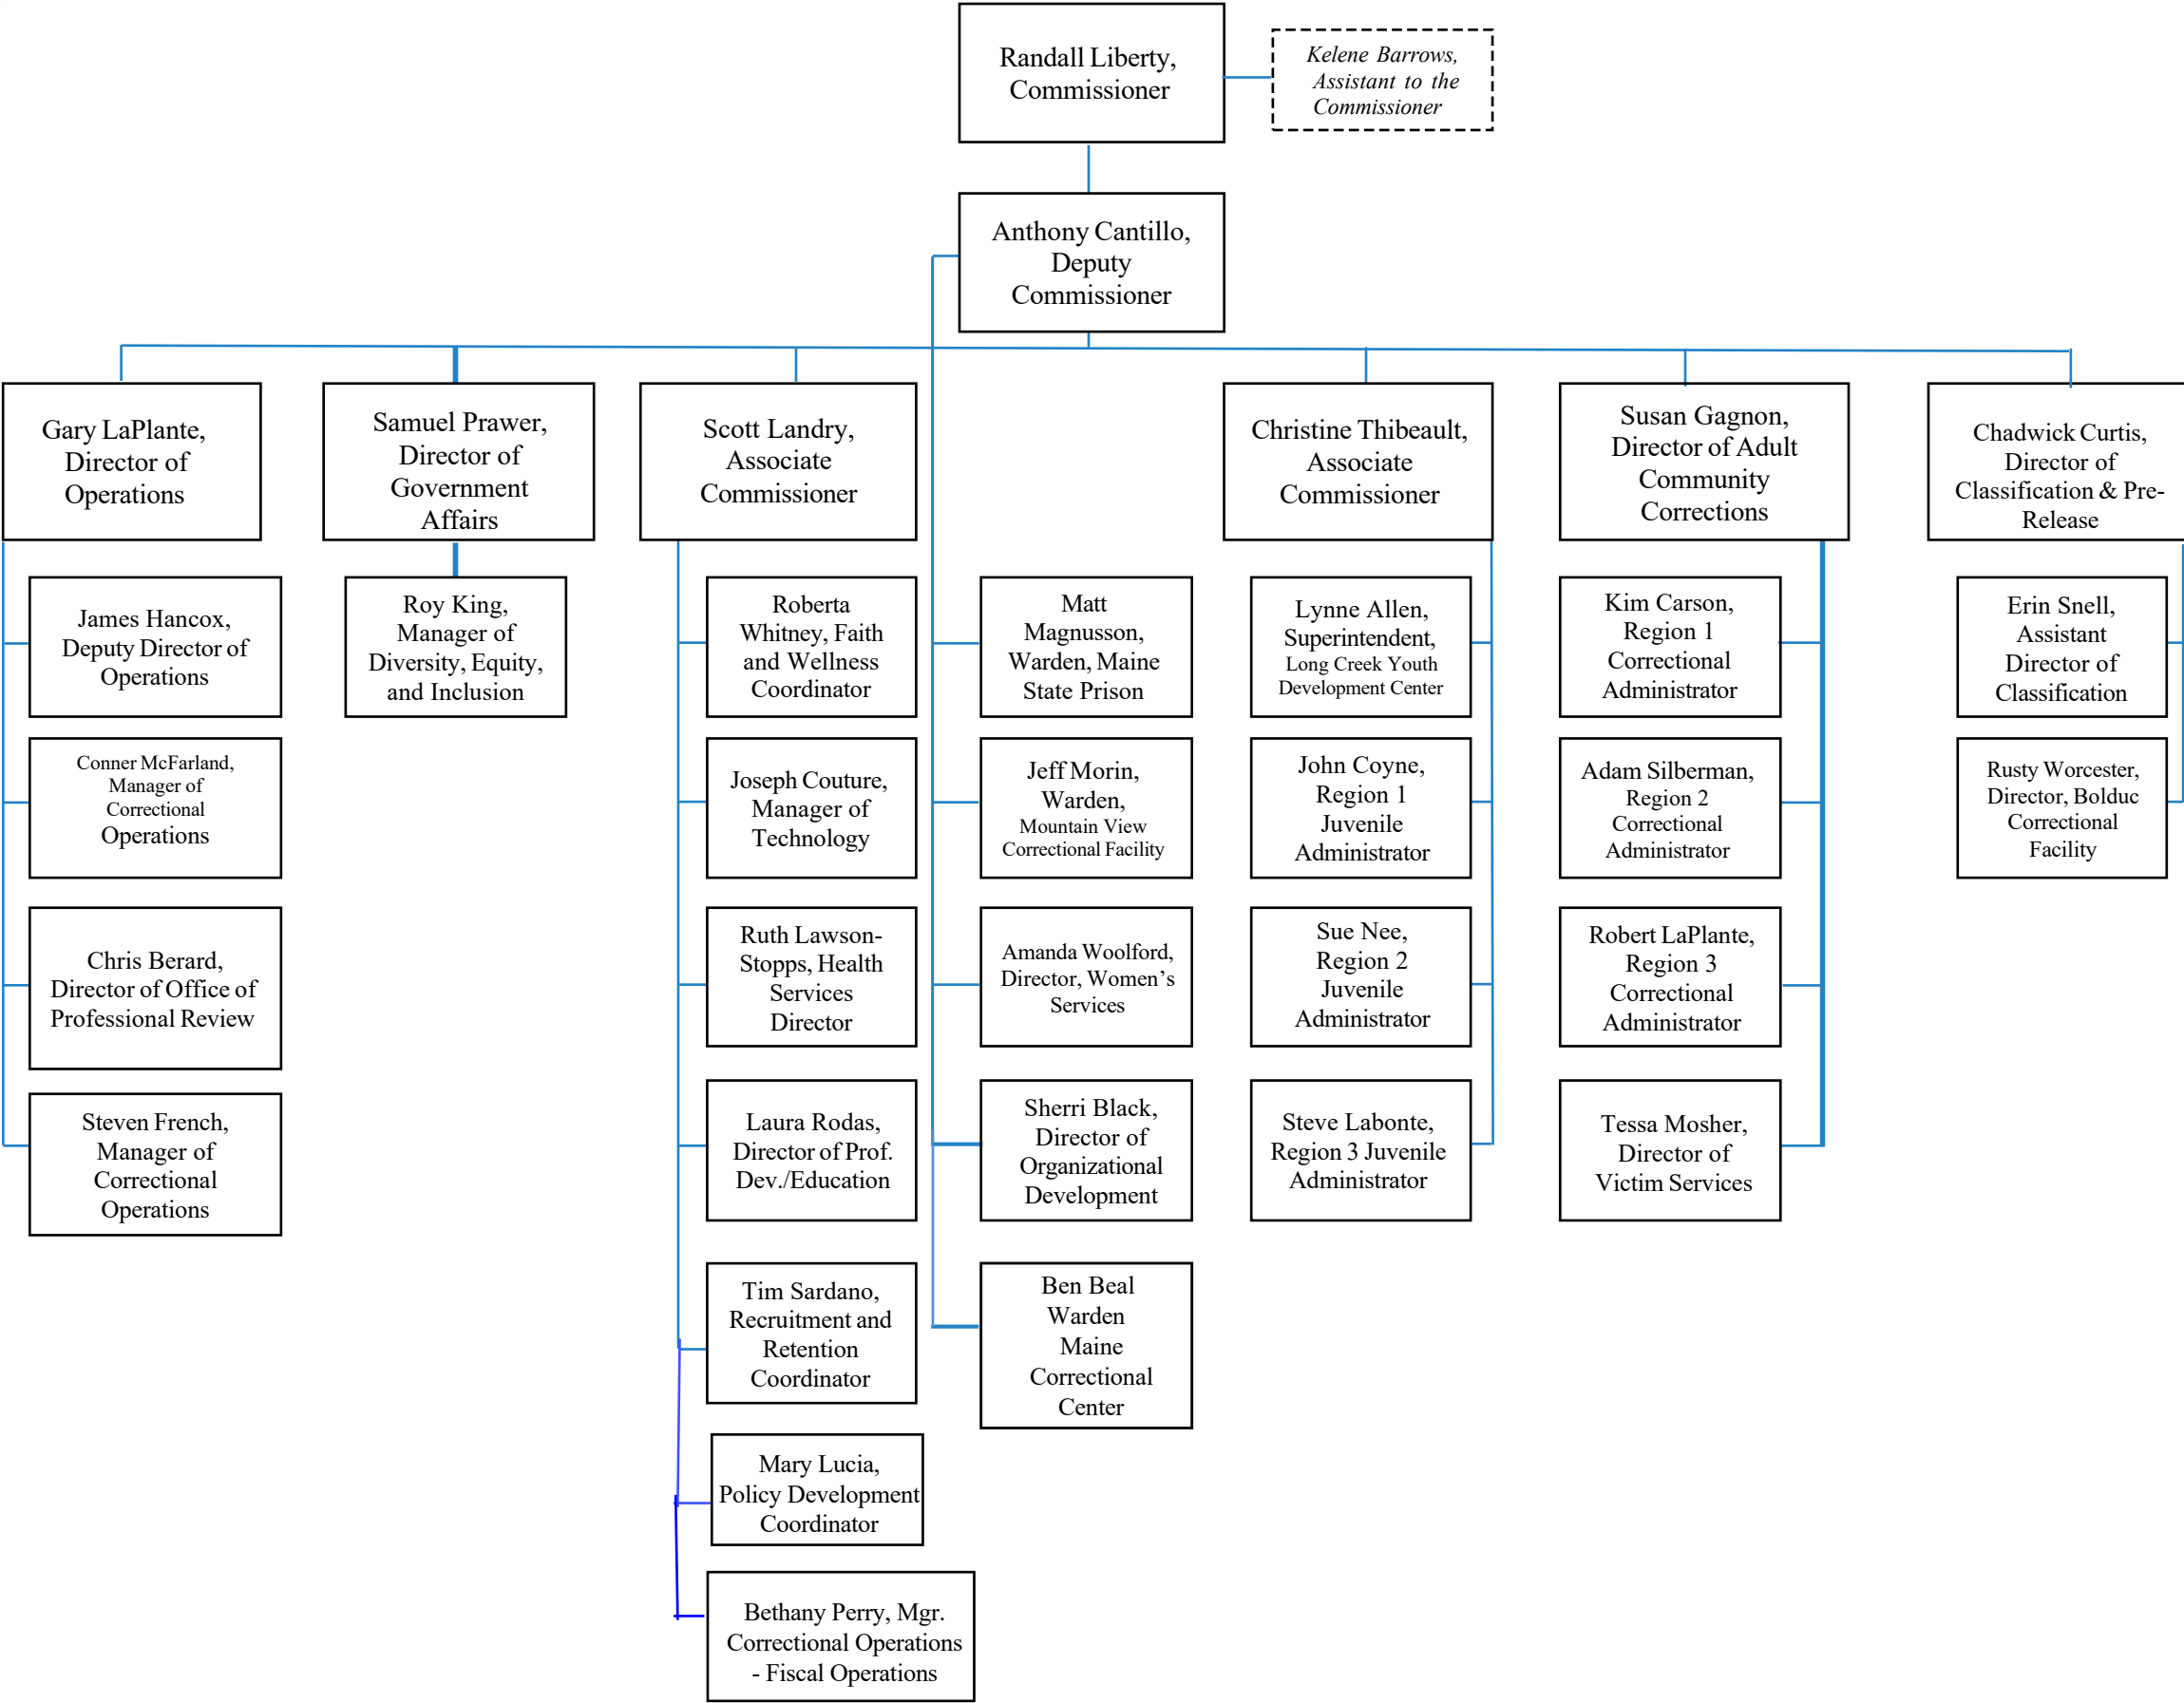 Randall Liberty,
Commissioner
Kelene Barrows,
Assistant to the
Commissioner
Anthony Cantillo,
Deputy
Commissioner
Gary LaPlante,
Director of
Operations
Samuel Prawer,
Director of
Government
Affairs
Scott Landry,
Associate
Commissioner
Christine Thibeault,
Associate
Commissioner
Susan Gagnon,
Director of Adult
Community
Corrections
Chadwick Curtis,
Director of
Classification & Pre-
Release
James Hancox,
Deputy Director of
Operations
Conner McFarland,
Manager of
Correctional
Operations
Chris Berard,
Director of Office of
Professional Review
Steven French,
Manager of
Correctional
Operations
Roy King,
Manager of
Diversity, Equity,
and Inclusion
Roberta
Whitney, Faith
and Wellness
Coordinator
Joseph Couture,
Manager of
Technology
Ruth Lawson-
Stopps, Health
Services
Director
Laura Rodas,
Director of Prof.
Dev./Education
Tim Sardano,
Recruitment and
Retention
Coordinator
Mary Lucia,
Policy Development
Coordinator
Bethany Perry, Mgr.
Correctional Operations
- Fiscal Operations
Matt
Magnusson,
Warden, Maine
State Prison
Jeff Morin,
Warden,
Mountain View
Correctional Facility
Amanda Woolford,
Director, Women’s
Services
Sherri Black,
Director of
Organizational
Development
Ben Beal
Warden
Maine
Correctional
Center
Lynne Allen,
Superintendent,
Long Creek Youth
Development Center
John Coyne,
Region 1
Juvenile
Administrator
Sue Nee,
Region 2
Juvenile
Administrator
Steve Labonte,
Region 3 Juvenile
Administrator
Kim Carson,
Region 1
Correctional
Administrator
Adam Silberman,
Region 2
Correctional
Administrator
Robert LaPlante,
Region 3
Correctional
Administrator
Tessa Mosher,
Director of
Victim Services
Erin Snell,
Assistant
Director of
Classification
Rusty Worcester,
Director, Bolduc
Correctional
Facility